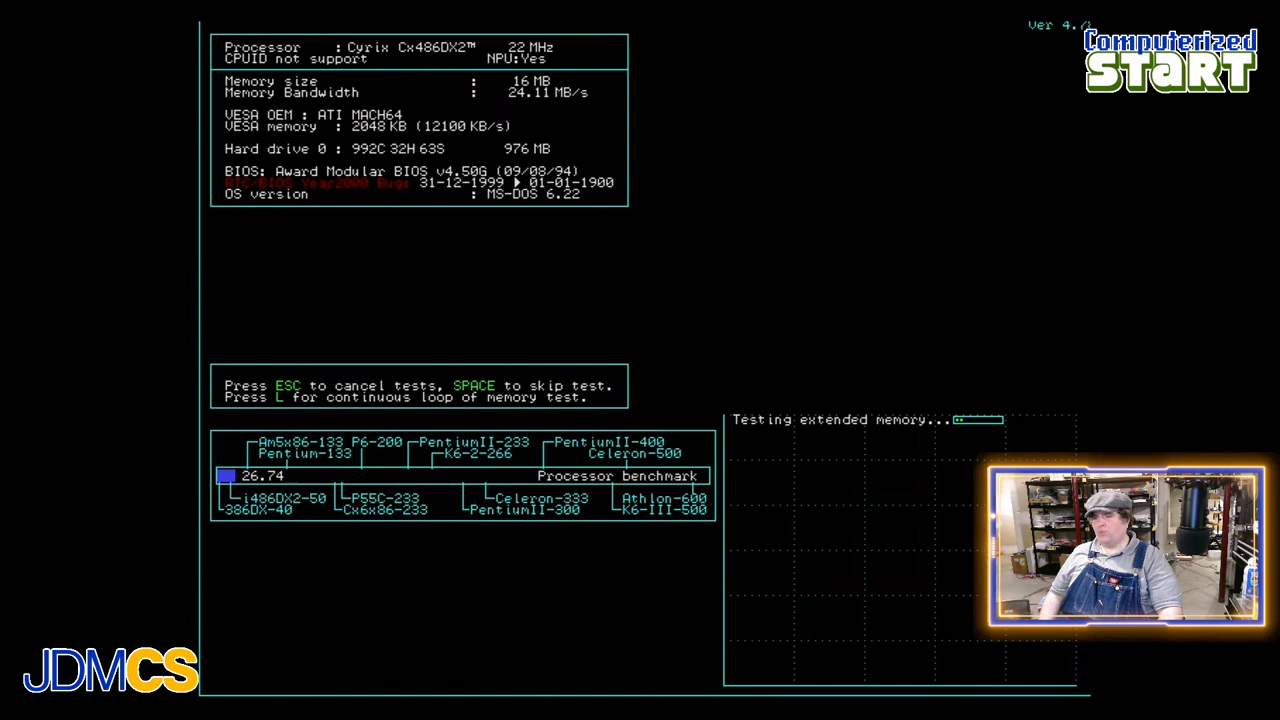 Ver 4.7
Computerized
START
Processor : Cyrix Cx486DX2™ 22 MHz
CPUID not support NPU:Yes
Memory size : 16 MB
Memory Bandwidth : 24.11 MB/s
VESA OEM : ATI MACH64
VESA memory : 2048 KB (12100 KB/s)
Hard drive 0 : 992C 32H 63S 976 MB
BIOS: Award Modular BIOS v4.50G (09/08/94)
RTC/BIOS Year2000 Bug: 31-12-1999 ▶ 01-01-1900
OS version : MS-DOS 6.22
Press ESC to cancel tests, SPACE to skip test.
Press L for continuous loop of memory test.
Testing extended memory...
Am5x86-133 P6-200 PentiumII-233 PentiumII-400
Pentium-133 K6-2-266 Celeron-500
26.74 Processor benchmark
i486DX2-50 P55C-233 Celeron-333 Athlon-600
386DX-40 Cx6x86-233 PentiumII-300 K6-III-500
JDMCS